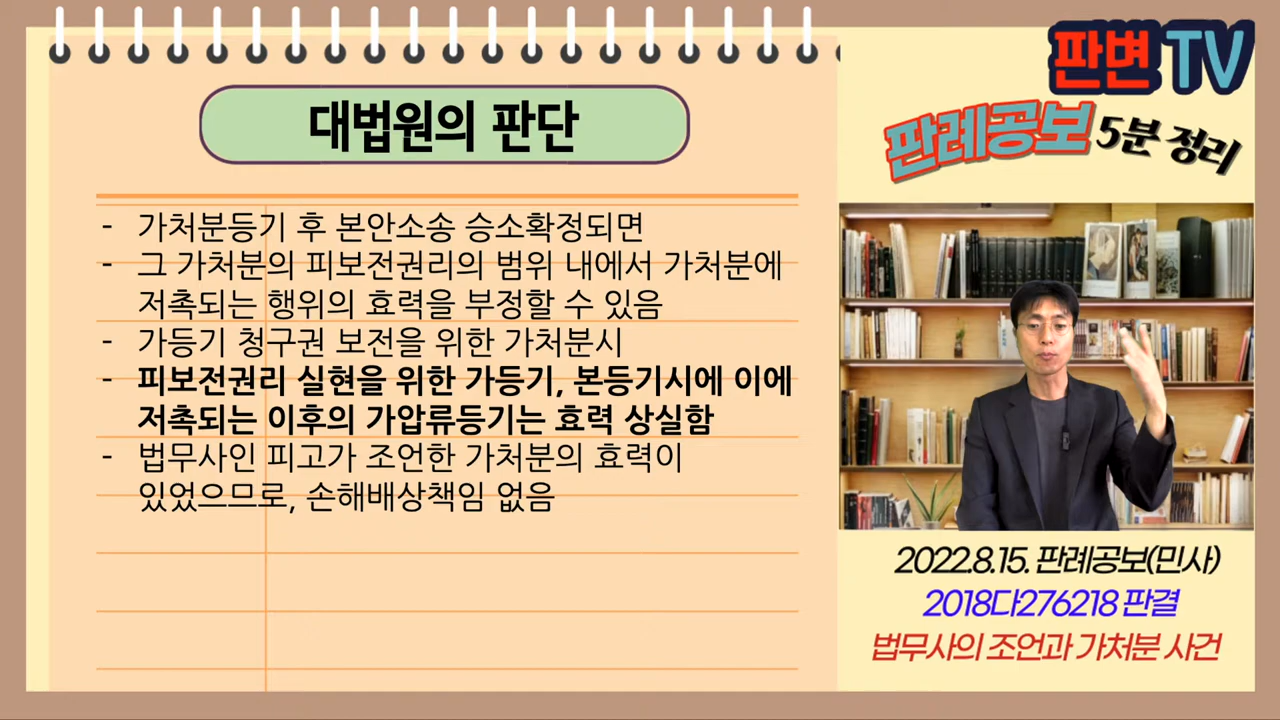 판변 TV
판례공보 5분 정리
대법원의 판단
- 가처분등기 후 본안소송 승소확정되면
- 그 가처분의 피보전권리의 범위 내에서 가처분에
저촉되는 행위의 효력을 부정할 수 있음
- 가등기 청구권 보전을 위한 가처분시
- 피보전권리 실현을 위한 가등기, 본등기시에 이에
저촉되는 이후의 가압류등기는 효력 상실함
- 법무사인 피고가 조언한 가처분의 효력이
있었으므로, 손해배상책임 없음
2022.8.15. 판례공보(민사)
2018다276218 판결
법무사의 조언과 가처분 사건